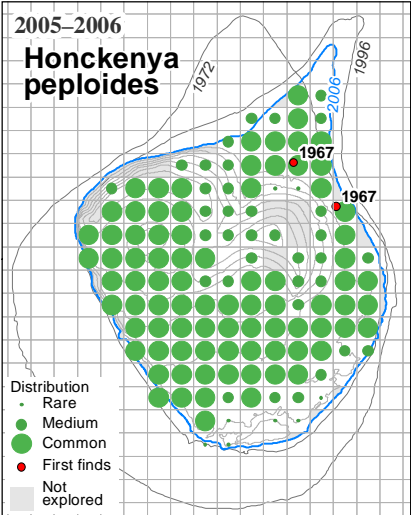 2005–2006
Honckenya
peploides
1972
1996
2006
1967
1967
Distribution
Rare
Medium
Common
First finds
Not
explored